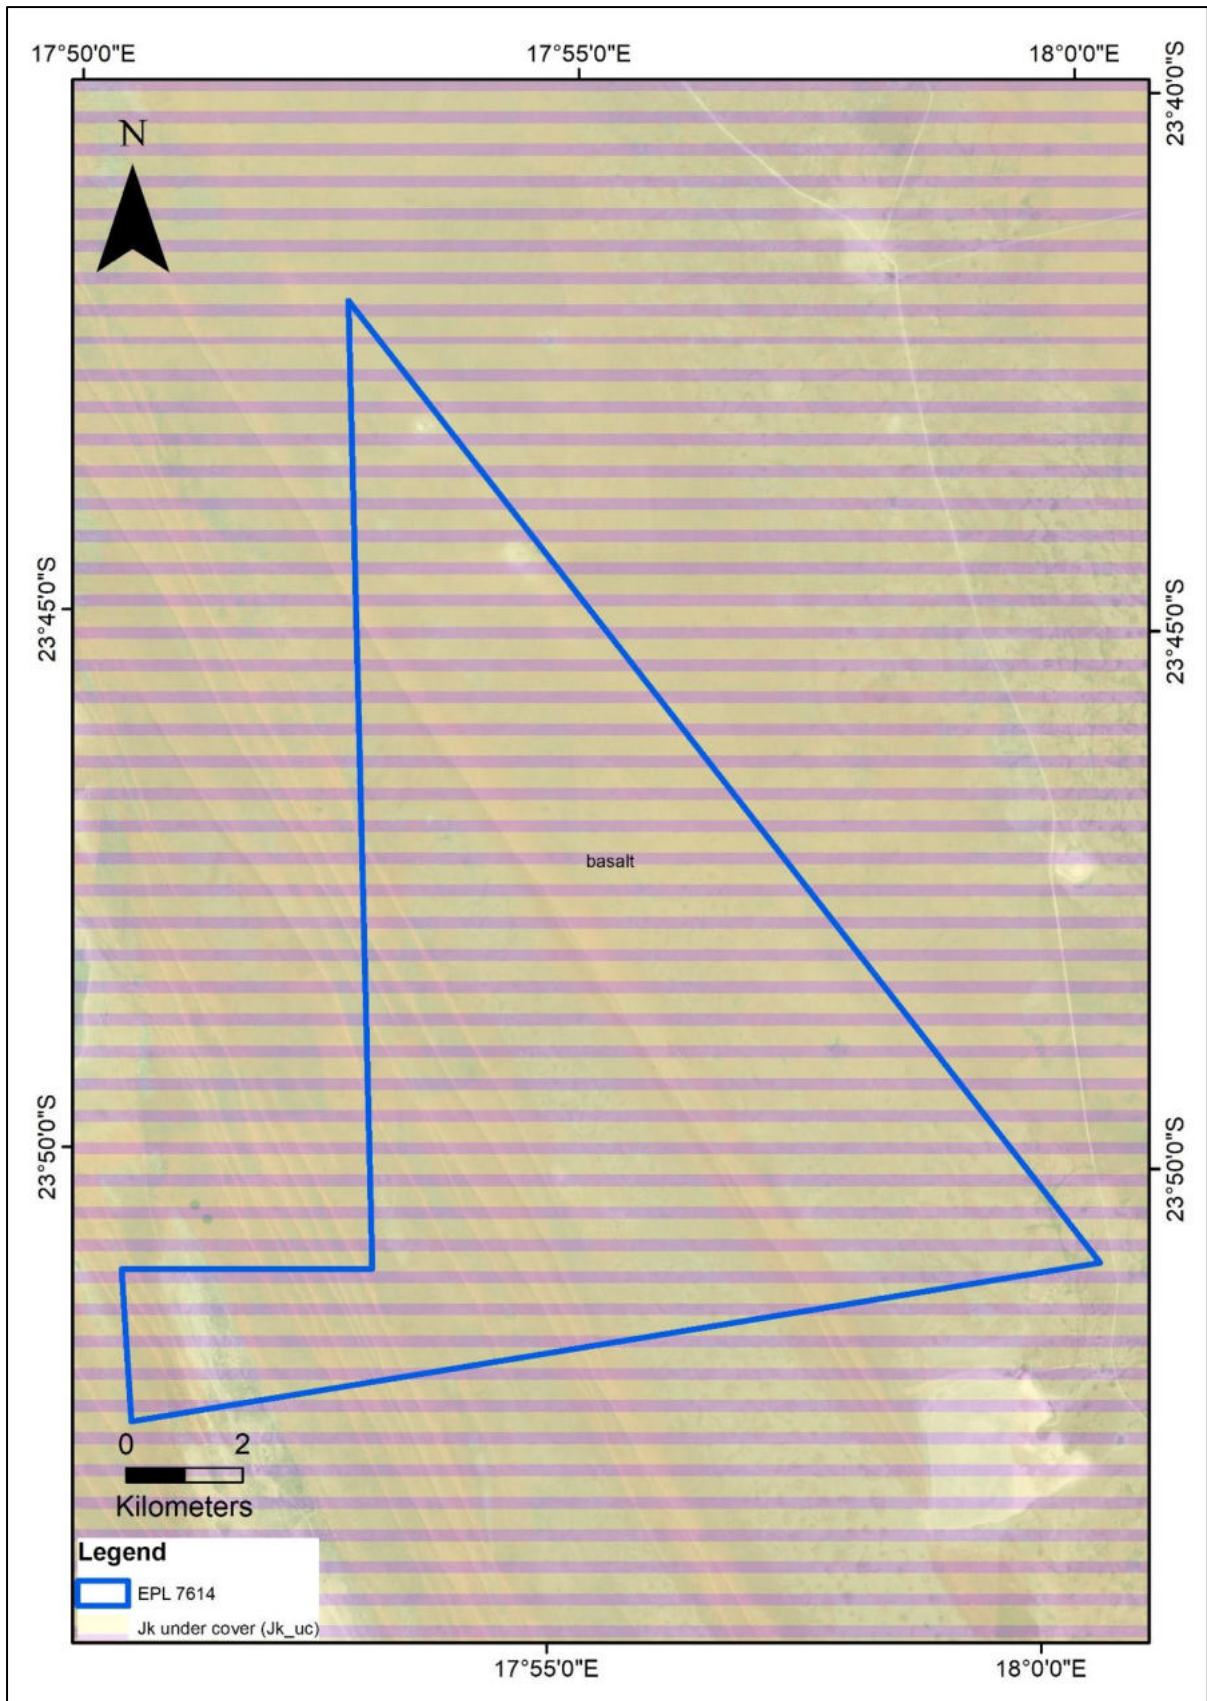 17°50'0"E 17°55'0"E 18°0'0"E
23°40'0"S
N
23°45'0"S
23°45'0"S
basalt
23°50'0"S
23°50'0"S
0 2
Kilometers
Legend
EPL 7614
Jk under cover (Jk_uc)
17°55'0"E 18°0'0"E